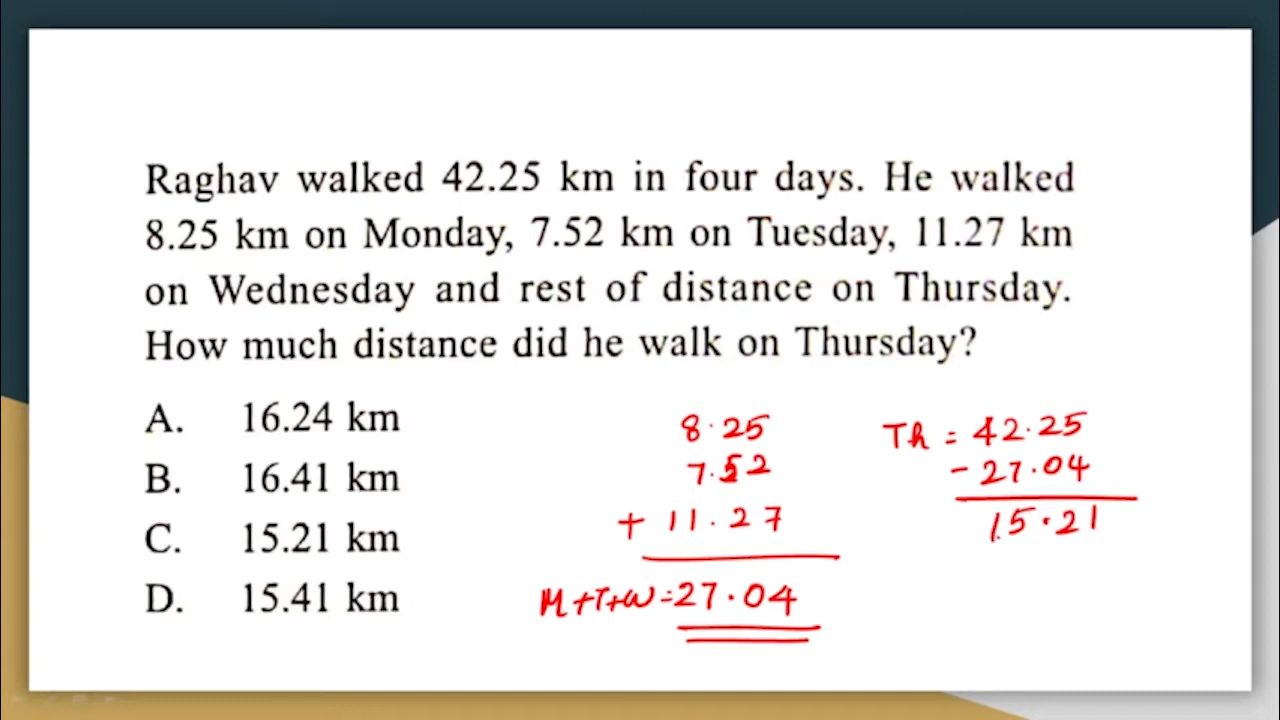 Raghav walked 42.25 km in four days. He walked
8.25 km on Monday, 7.52 km on Tuesday, 11.27 km
on Wednesday and rest of distance on Thursday.
How much distance did he walk on Thursday?
A. 16.24 km
B. 16.41 km
C. 15.21 km
D. 15.41 km
8.25
7.52
+ 11.27
M+T+W=27.04
Th = 42.25
- 27.04
15.21